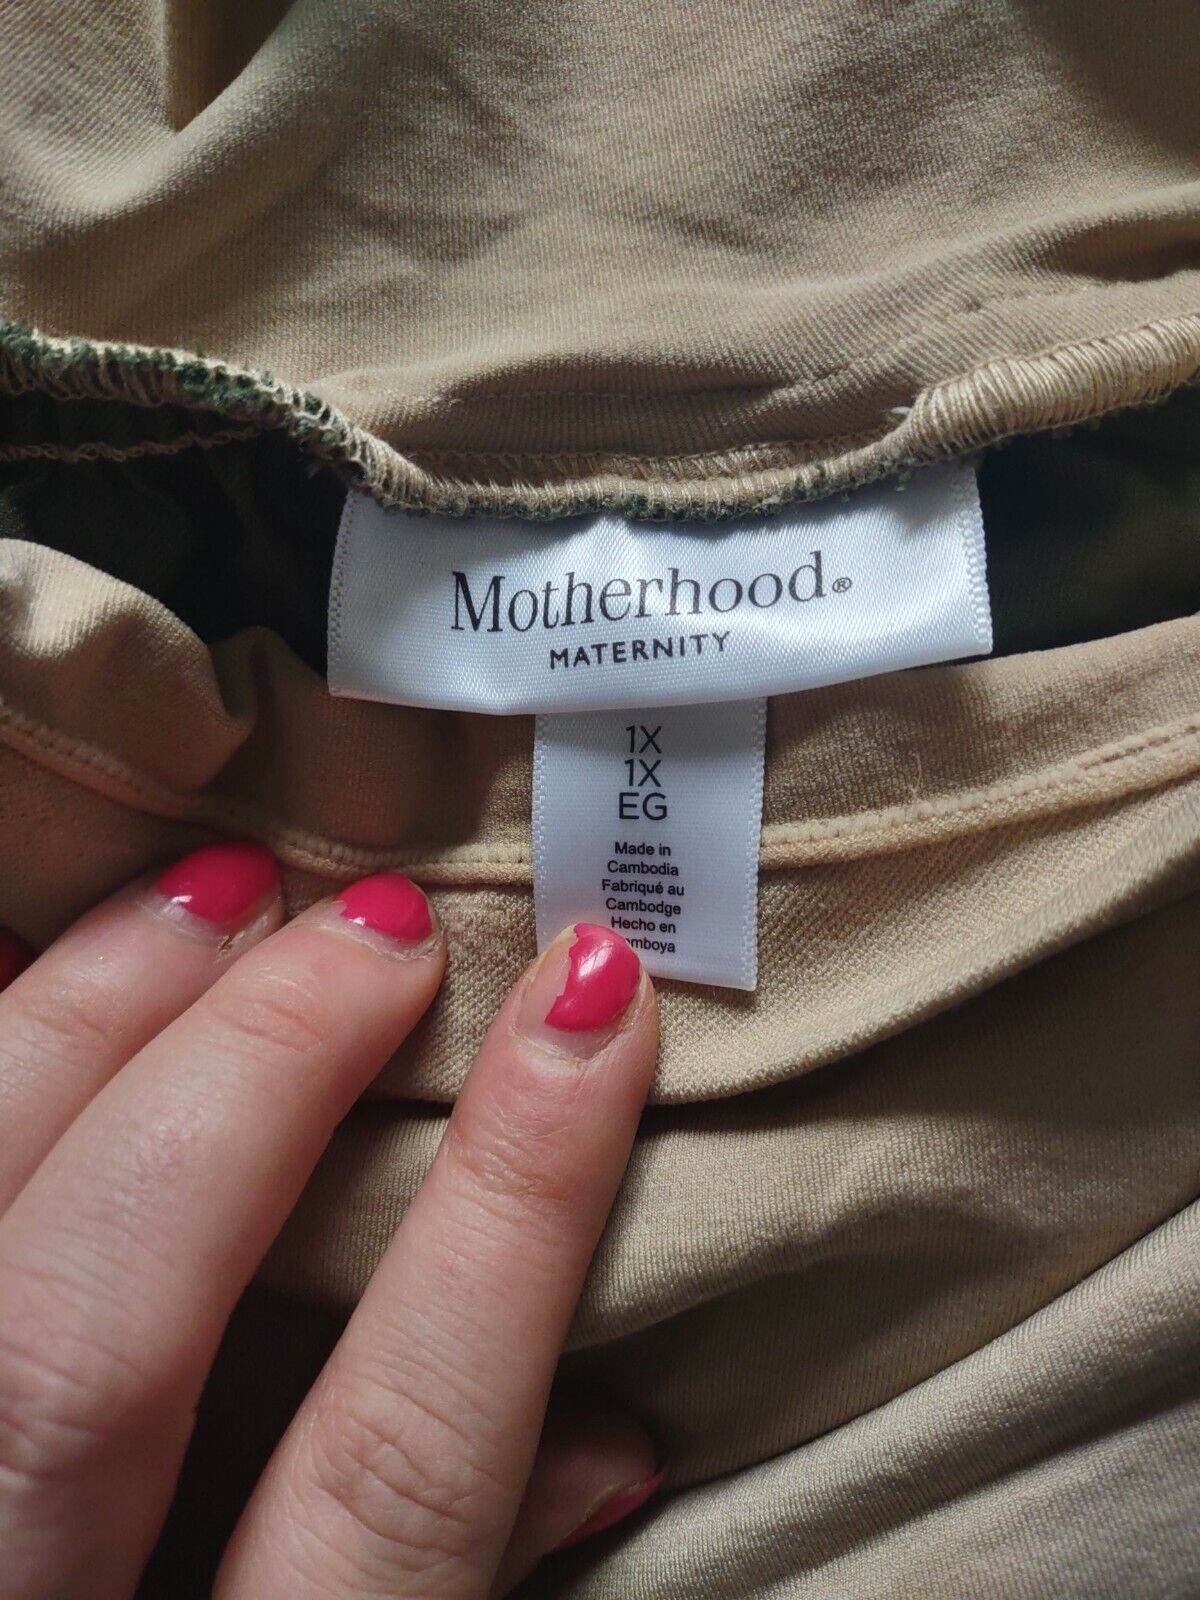 Motherhood®
MATERNITY
1X
1X
EG
Made in
Cambodia
Fabriqué au
Cambodge
Hecho en